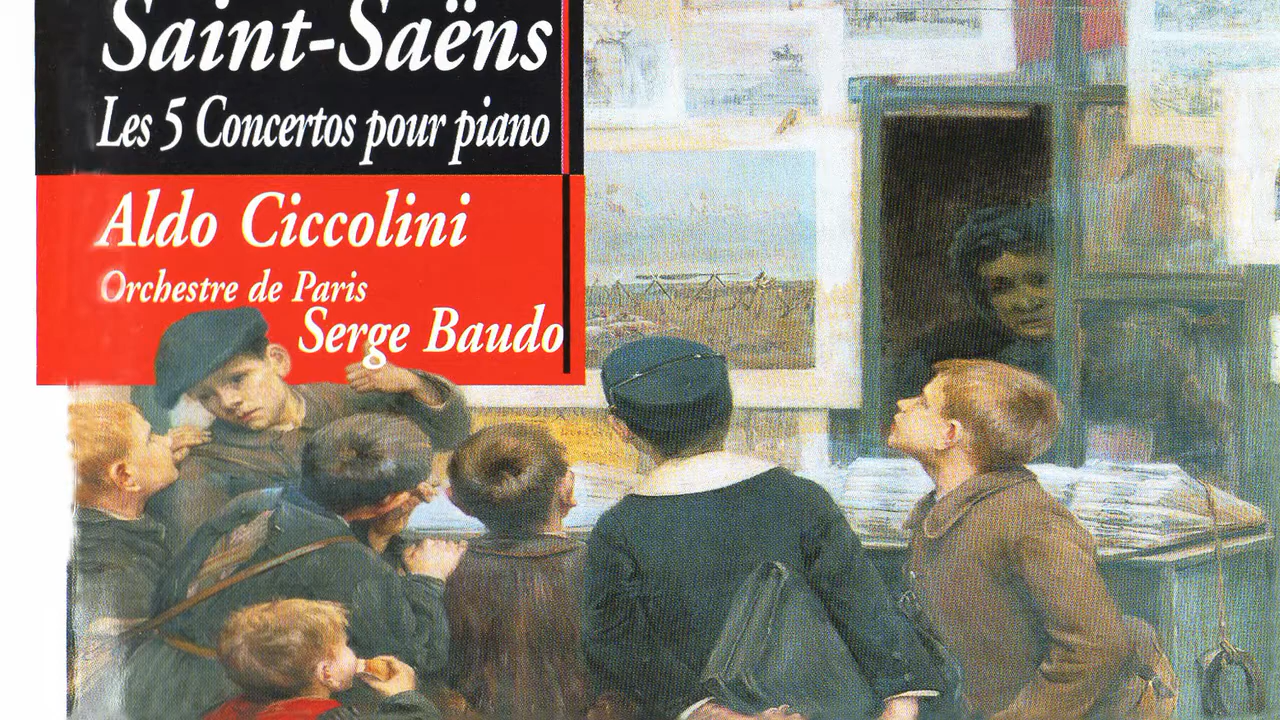 Saint-Saëns
Les 5 Concertos pour piano
Aldo Ciccolini
Orchestre de Paris
Serge Baudo